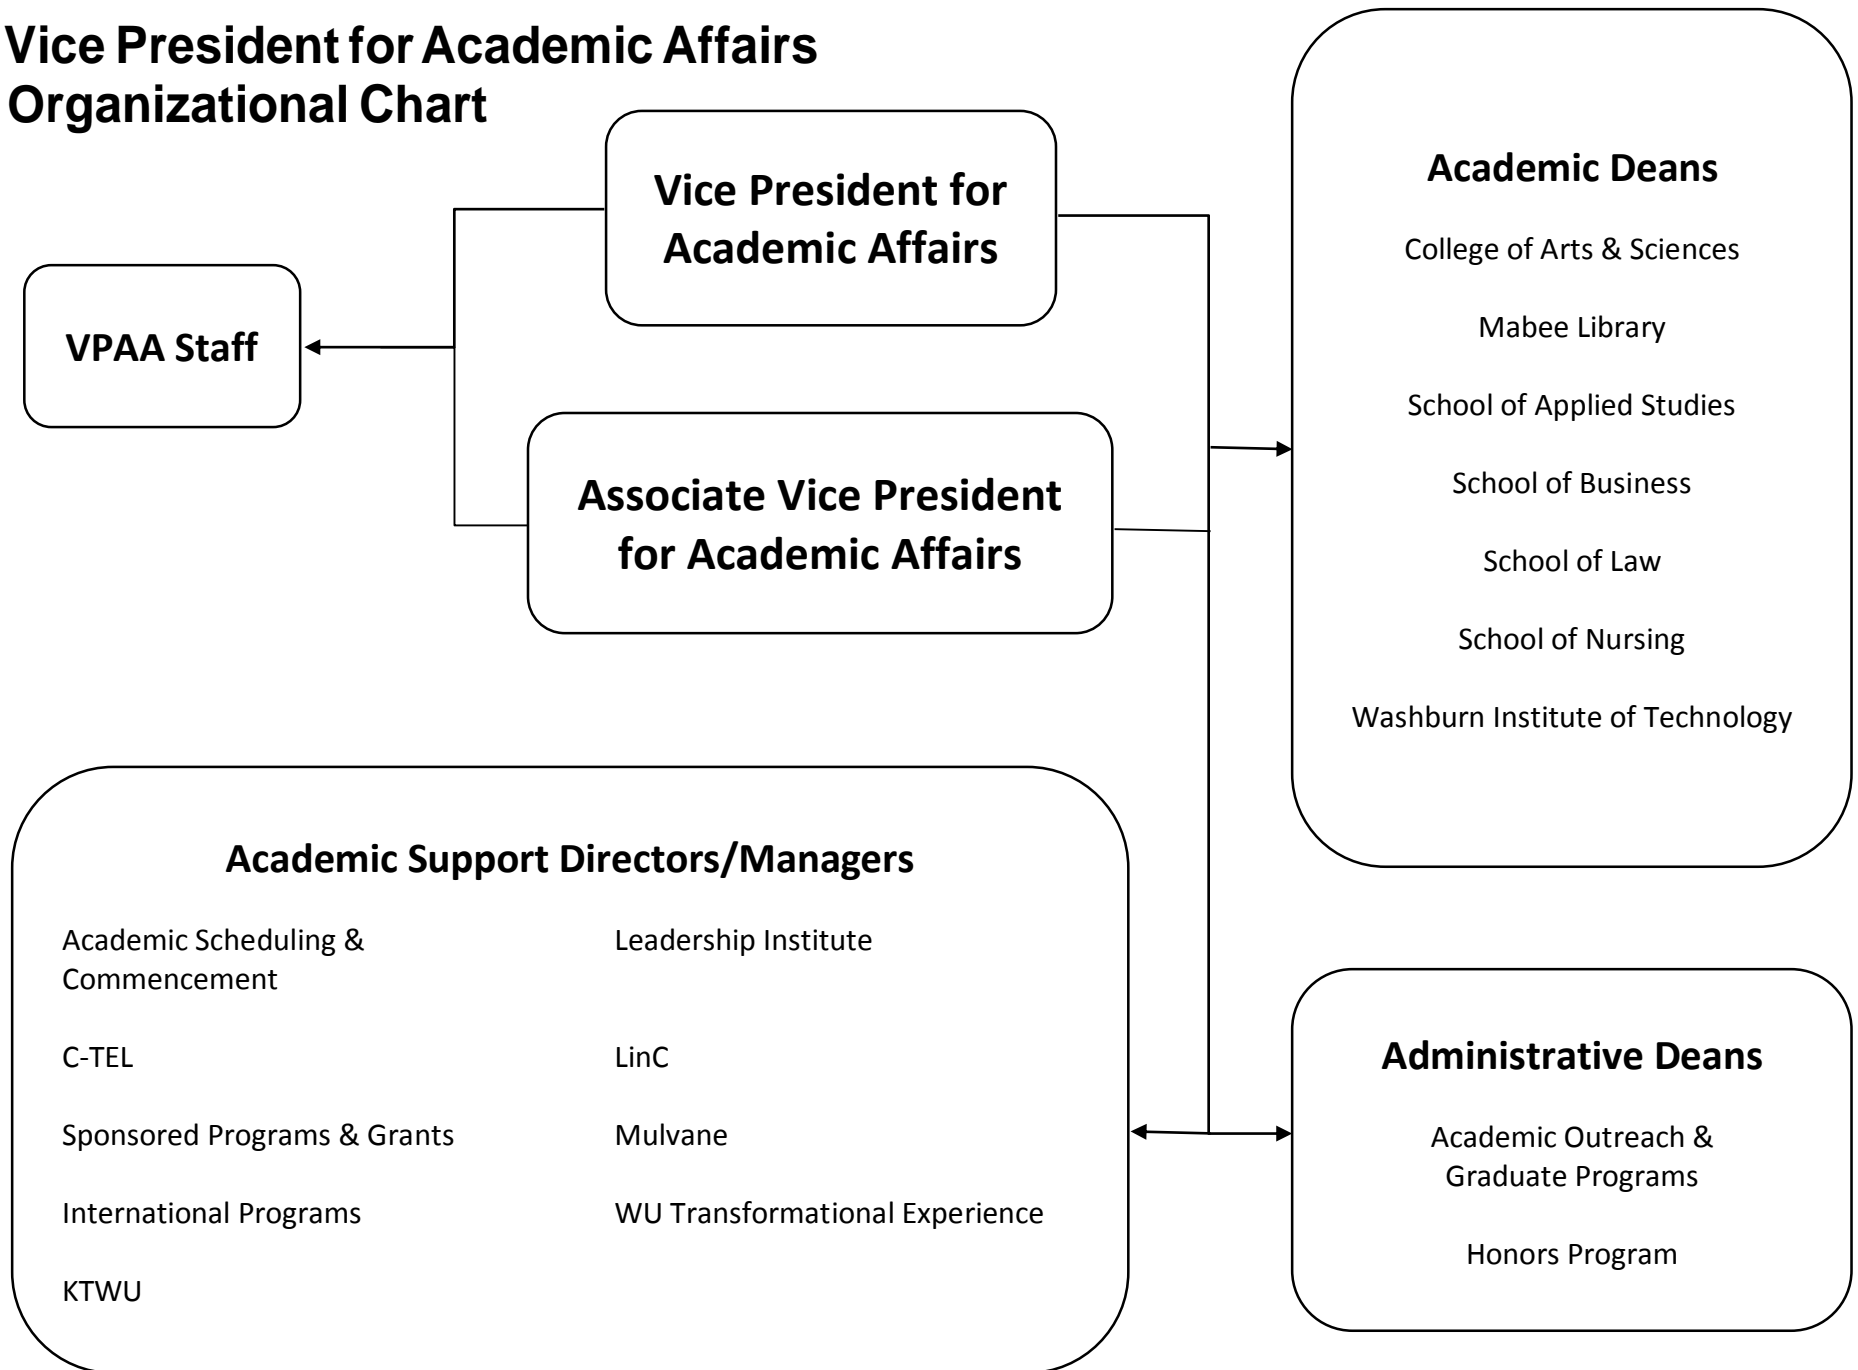 Vice President for Academic Affairs
Organizational Chart
Vice President for
Academic Affairs
VPAA Staff
Associate Vice President
for Academic Affairs
Academic Deans
College of Arts & Sciences
Mabee Library
School of Applied Studies
School of Business
School of Law
School of Nursing
Washburn Institute of Technology
Academic Support Directors/Managers
Academic Scheduling &
Commencement
C-TEL
Sponsored Programs & Grants
International Programs
KTWU
Leadership Institute
LinC
Mulvane
WU Transformational Experience
Administrative Deans
Academic Outreach &
Graduate Programs
Honors Program